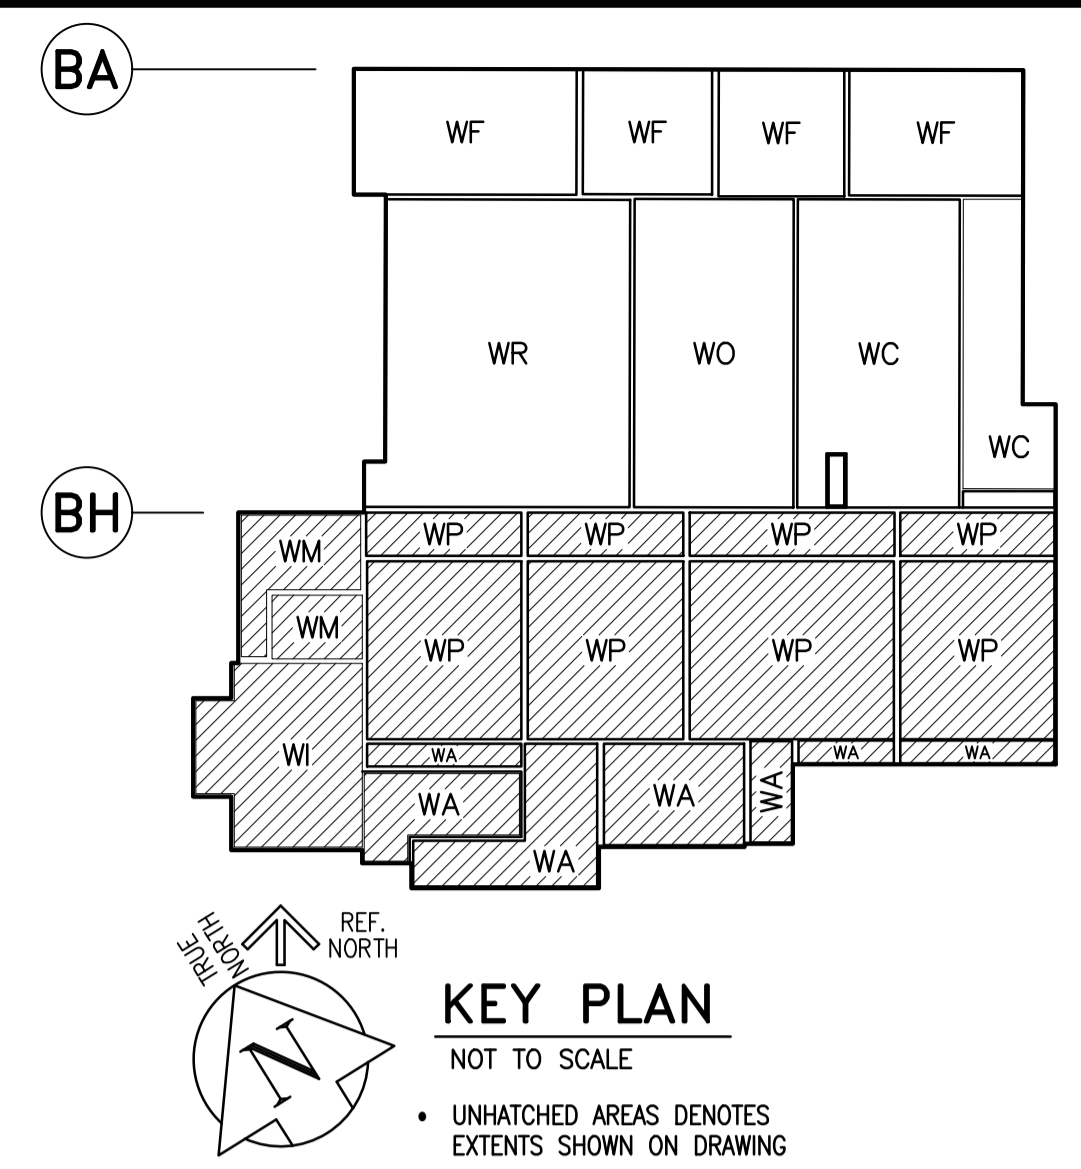 BA
WF WF WF WF
WR WO WC
WC
BH
WP WP WP WP
WM
WM
WP WP WP WP
WI
WA WA WA
WA WA WA
WA
TRUE
NORTH
REF.
NORTH
N
KEY PLAN
NOT TO SCALE
• UNHATCHED AREAS DENOTES
EXTENTS SHOWN ON DRAWING